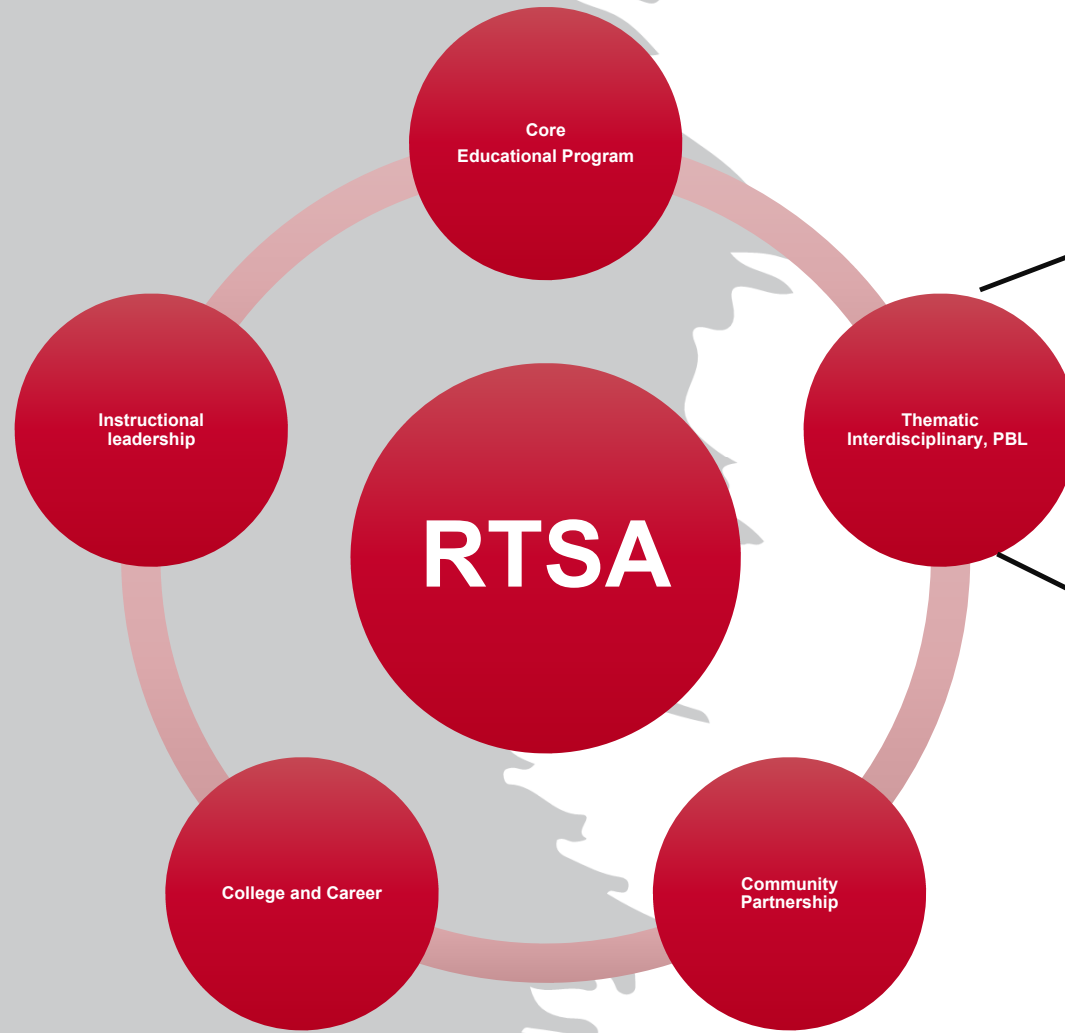 Core
Educational Program
Instructional
leadership
Thematic
Interdisciplinary, PBL
RTSA
College and Career
Community
Partnership